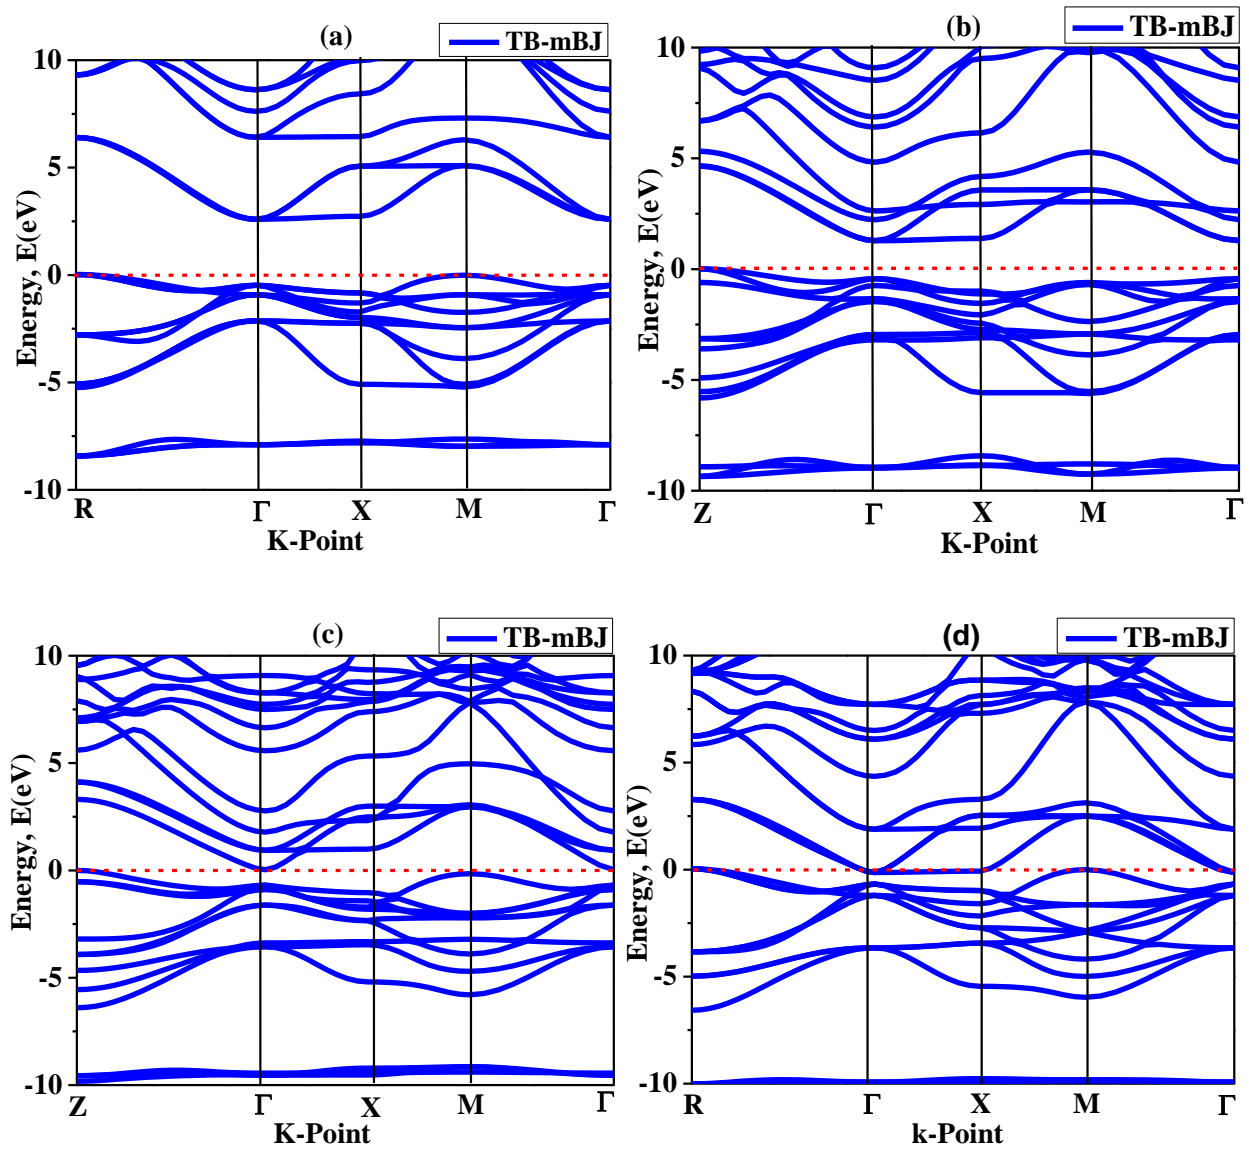 (a)
TB-mBJ
10
5
0
-5
-10
Energy, E(eV)
R Γ X M Γ
K-Point
(b)
TB-mBJ
10
5
0
-5
-10
Energy, E(eV)
Z Γ X M Γ
K-Point
(c)
TB-mBJ
10
5
0
-5
-10
Energy, E(eV)
Z Γ X M Γ
K-Point
(d)
TB-mBJ
10
5
0
-5
-10
Energy, E(eV)
R Γ X M Γ
k-Point